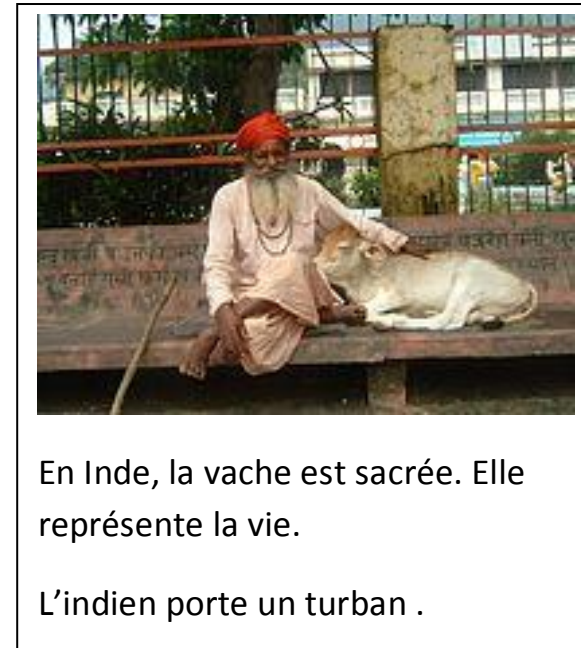 En Inde, la vache est sacrée. Elle
représente la vie.
L’indien porte un turban .